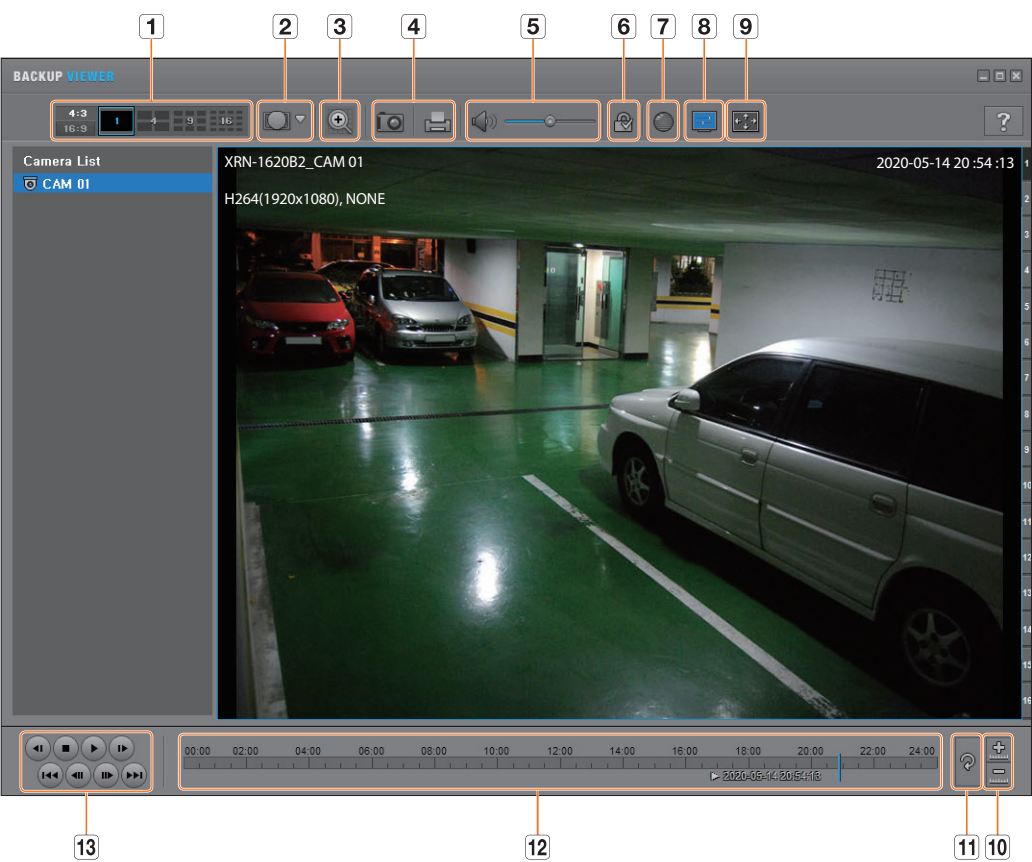 1 2 3 4 5 6 7 8 9
BACKUP VIEWER
4:3
16:9
1 4 9 16
?
Camera List
CAM 01
XRN-1620B2_CAM 01
2020-05-14 20 :54 :13
H264(1920x1080), NONE
1
2
3
4
5
6
7
8
9
10
11
12
13
14
15
16
00:00 02:00 04:00 06:00 08:00 10:00 12:00 14:00 16:00 18:00 20:00 22:00 24:00
2020-05-14 20:54:13
13 12 11 10